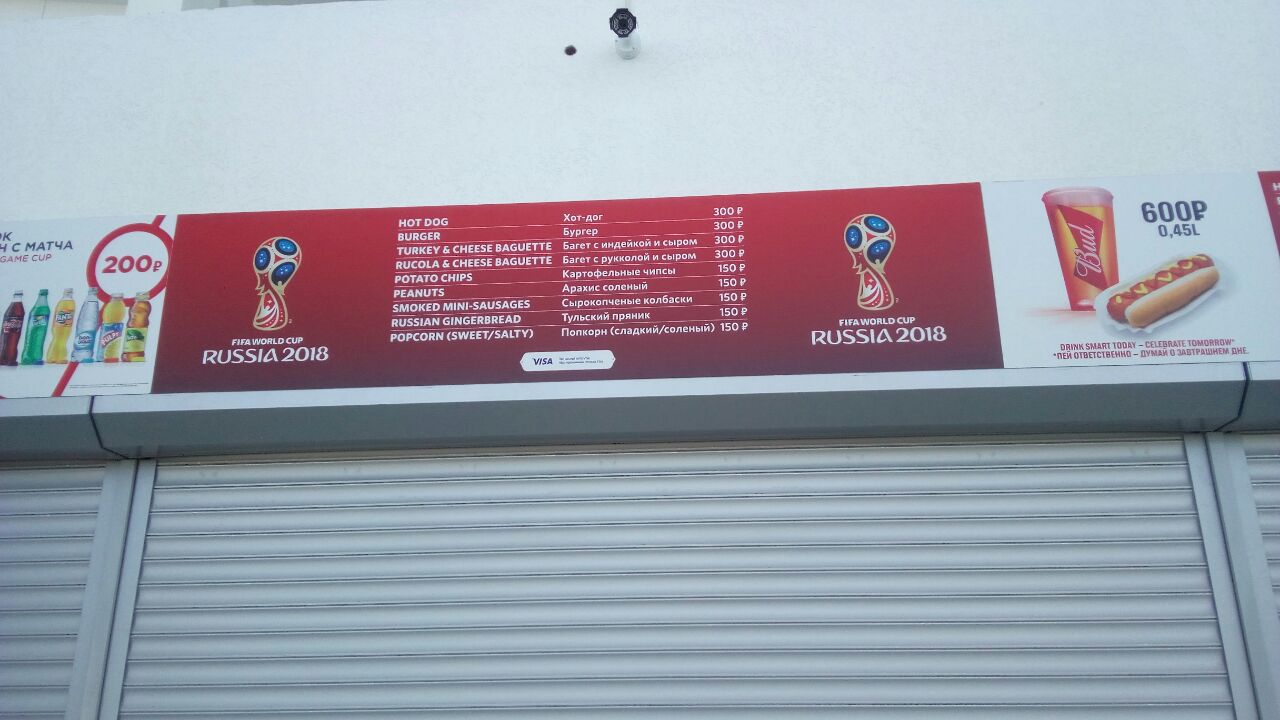 ОК
Н С МАТЧА
GAME CUP
200₽
FIFA WORLD CUP
RUSSIA 2018
HOT DOG Хот-дог 300 ₽
BURGER Бургер 300 ₽
TURKEY & CHEESE BAGUETTE Багет с индейкой и сыром 300 ₽
RUCOLA & CHEESE BAGUETTE Багет с рукколой и сыром 300 ₽
POTATO CHIPS Картофельные чипсы 150 ₽
PEANUTS Арахис соленый 150 ₽
SMOKED MINI-SAUSAGES Сырокопченые колбаски 150 ₽
RUSSIAN GINGERBREAD Тульский пряник 150 ₽
POPCORN (SWEET/SALTY) Попкорн (сладкий/соленый) 150 ₽
VISA
FIFA WORLD CUP
RUSSIA 2018
Bud
600₽
0,45L
DRINK SMART TODAY – CELEBRATE TOMORROW*
*ПЕЙ ОТВЕТСТВЕННО – ДУМАЙ О ЗАВТРАШНЕМ ДНЕ.